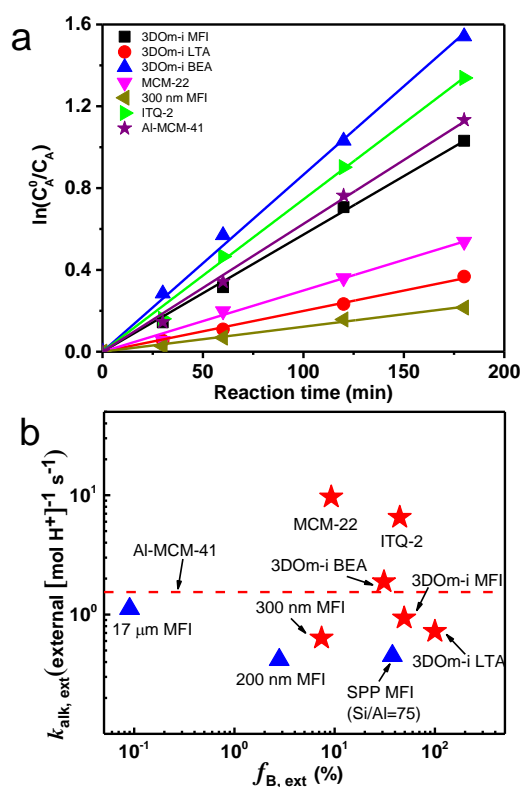 a
ln(C_A^0/C_A)
1.6
1.2
0.8
0.4
0.0
3DOm-i MFI
3DOm-i LTA
3DOm-i BEA
MCM-22
300 nm MFI
ITQ-2
Al-MCM-41
0 50 100 150 200
Reaction time (min)
b
k_alk, ext (external [mol H⁺]⁻¹ s⁻¹)
10¹
10⁰
MCM-22
ITQ-2
Al-MCM-41
3DOm-i BEA
3DOm-i MFI
17 µm MFI
300 nm MFI
200 nm MFI
SPP MFI
(Si/Al=75)
3DOm-i LTA
10⁻¹ 10⁰ 10¹ 10²
f_B, ext (%)